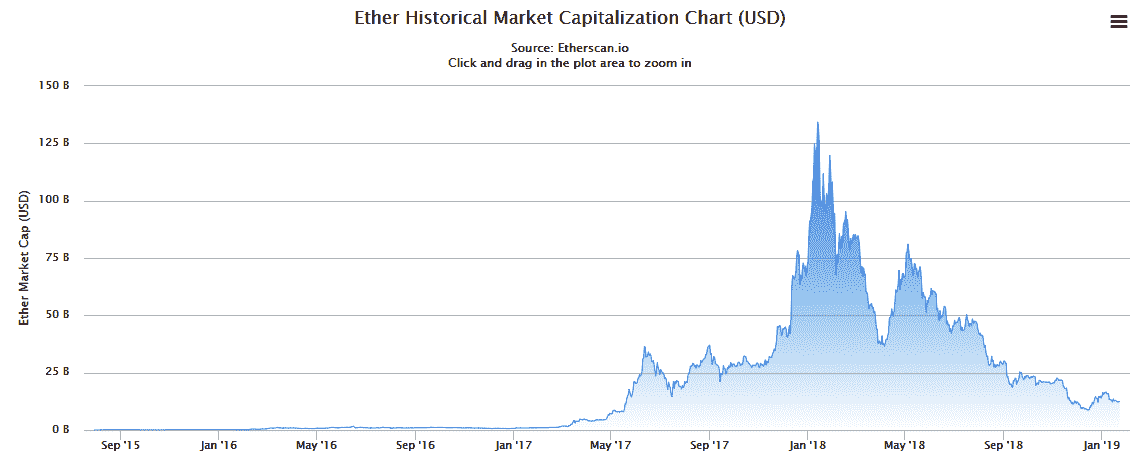 Ether Historical Market Capitalization Chart (USD)
Source: Etherscan.io
Click and drag in the plot area to zoom in
Ether Market Cap (USD)
150 B
125 B
100 B
75 B
50 B
25 B
0 B
Sep '15 Jan '16 May '16 Sep '16 Jan '17 May '17 Sep '17 Jan '18 May '18 Sep '18 Jan '19